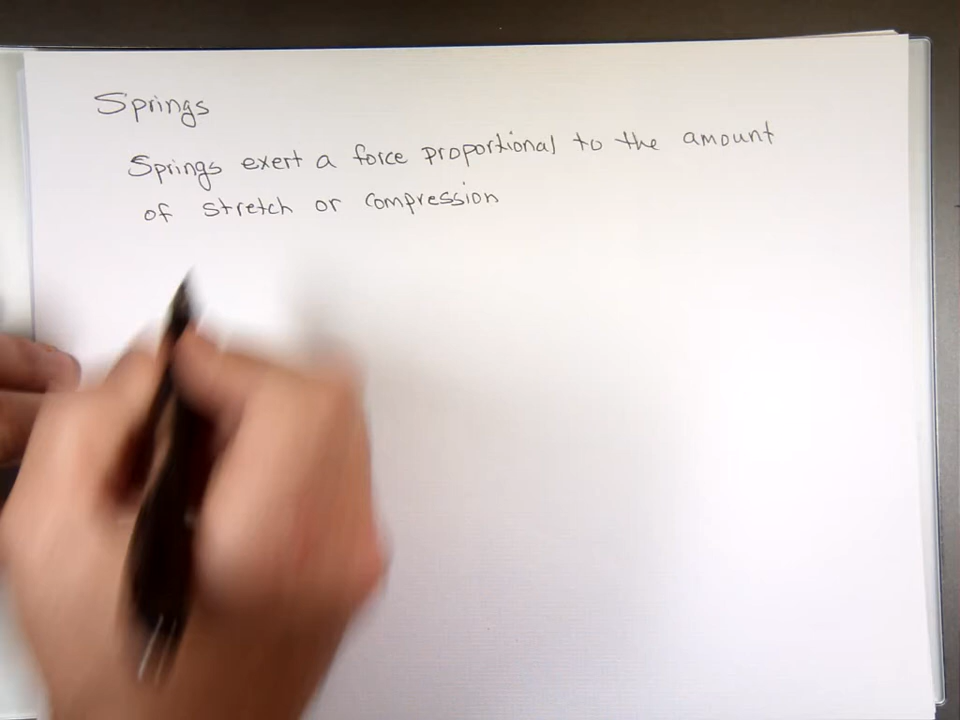 Springs
Springs exert a force proportional to the amount
of stretch or compression